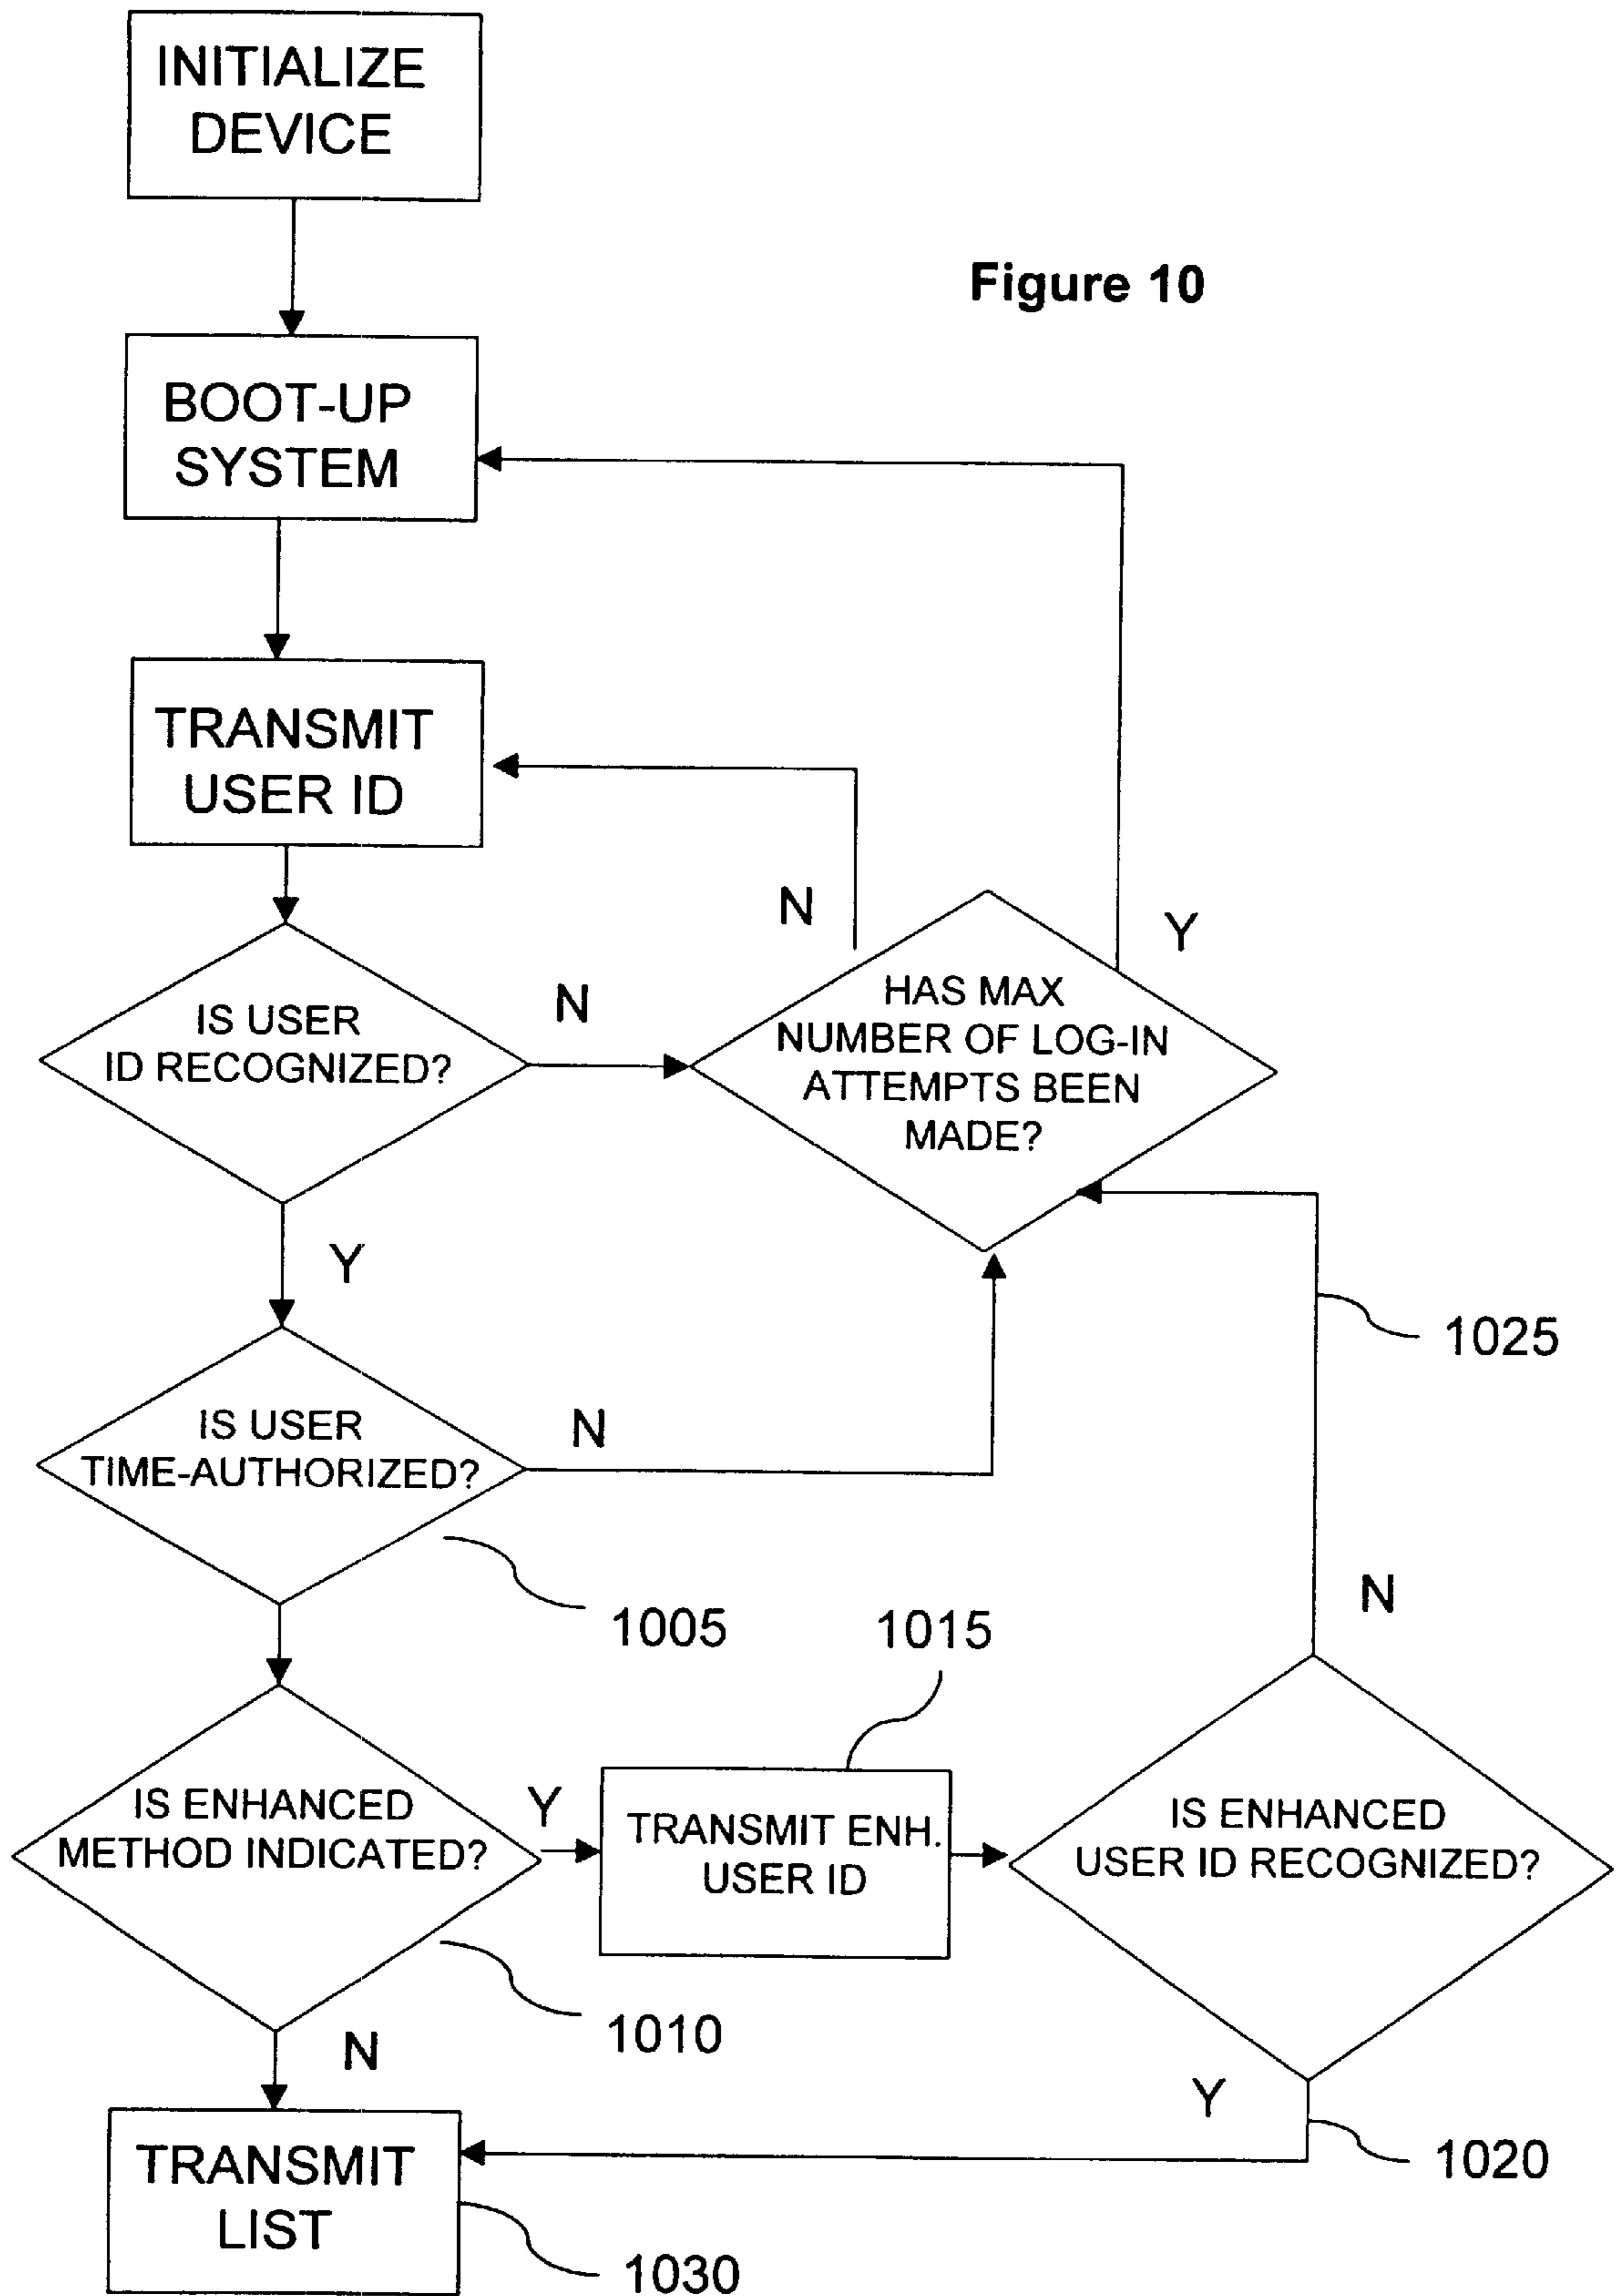 INITIALIZE
DEVICE
Figure 10
BOOT-UP
SYSTEM
TRANSMIT
USER ID
N
Y
IS USER
ID RECOGNIZED?
N
HAS MAX
NUMBER OF LOG-IN
ATTEMPTS BEEN
MADE?
Y
1025
IS USER
TIME-AUTHORIZED?
N
1005
1015
N
IS ENHANCED
METHOD INDICATED?
Y
TRANSMIT ENH.
USER ID
IS ENHANCED
USER ID RECOGNIZED?
1010
N
Y
TRANSMIT
LIST
1020
1030